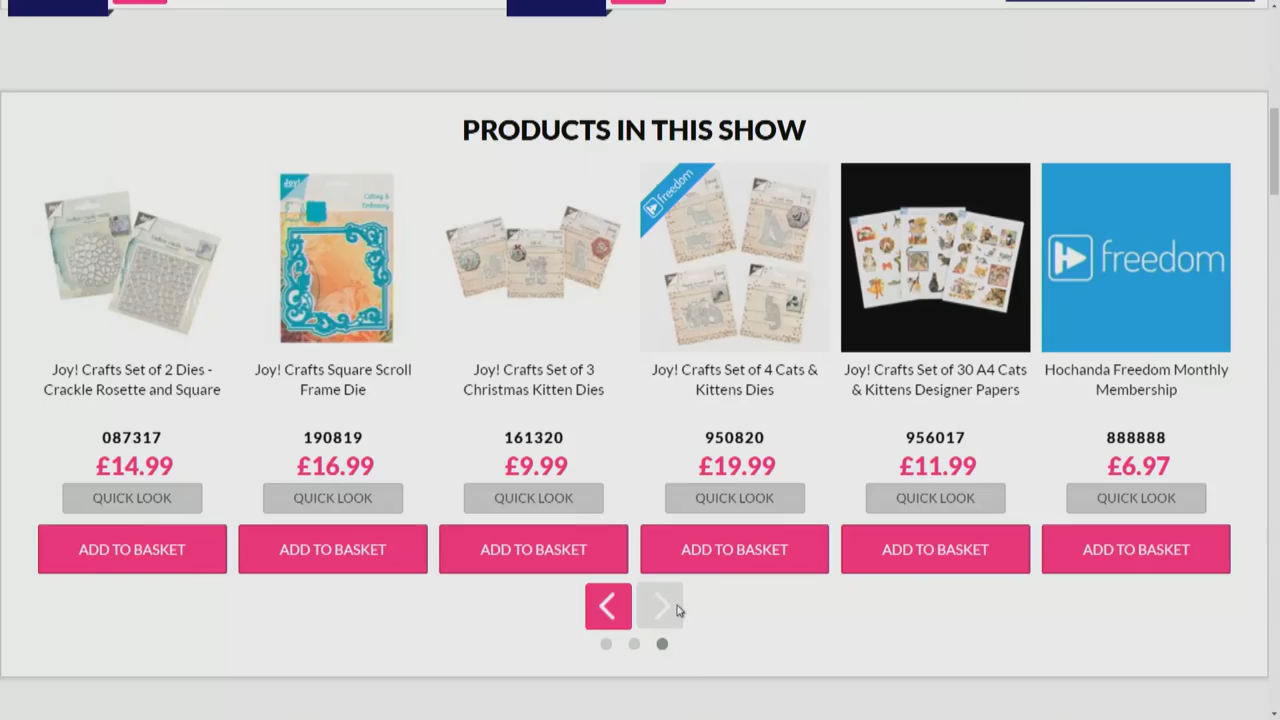 PRODUCTS IN THIS SHOW
Joy!
Cutting &
Embossing
freedom
freedom
Joy! Crafts Set of 2 Dies -
Crackle Rosette and Square
Joy! Crafts Square Scroll
Frame Die
Joy! Crafts Set of 3
Christmas Kitten Dies
Joy! Crafts Set of 4 Cats &
Kittens Dies
Joy! Crafts Set of 30 A4 Cats
& Kittens Designer Papers
Hochanda Freedom Monthly
Membership
087317
190819
161320
950820
956017
888888
£14.99
£16.99
£9.99
£19.99
£11.99
£6.97
QUICK LOOK
QUICK LOOK
QUICK LOOK
QUICK LOOK
QUICK LOOK
QUICK LOOK
ADD TO BASKET
ADD TO BASKET
ADD TO BASKET
ADD TO BASKET
ADD TO BASKET
ADD TO BASKET